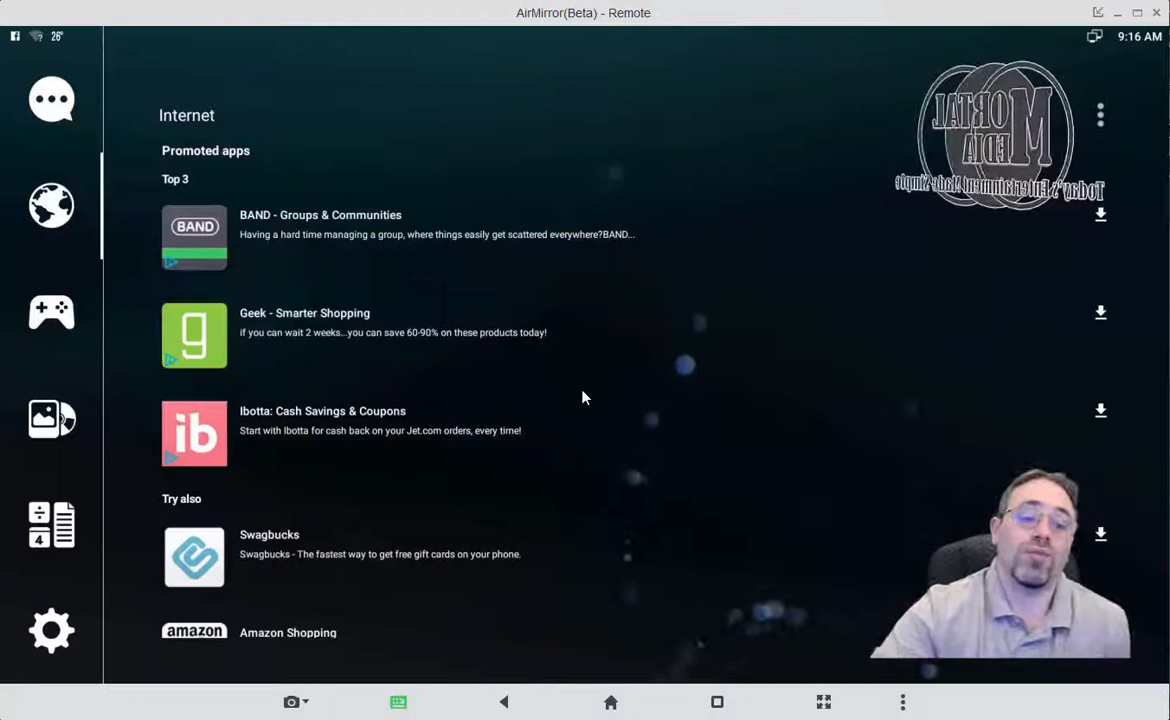 AirMirror(Beta) - Remote
26°
9:16 AM
Internet
MORTAL
MEDIA
Today's Entertainment Made Simple
Promoted apps
Top 3
BAND
BAND - Groups & Communities
Having a hard time managing a group, where things easily get scattered everywhere?BAND...
g
Geek - Smarter Shopping
if you can wait 2 weeks...you can save 60-90% on these products today!
ib
Ibotta: Cash Savings & Coupons
Start with Ibotta for cash back on your Jet.com orders, every time!
Try also
Swagbucks
Swagbucks - The fastest way to get free gift cards on your phone.
amazon
Amazon Shopping
4